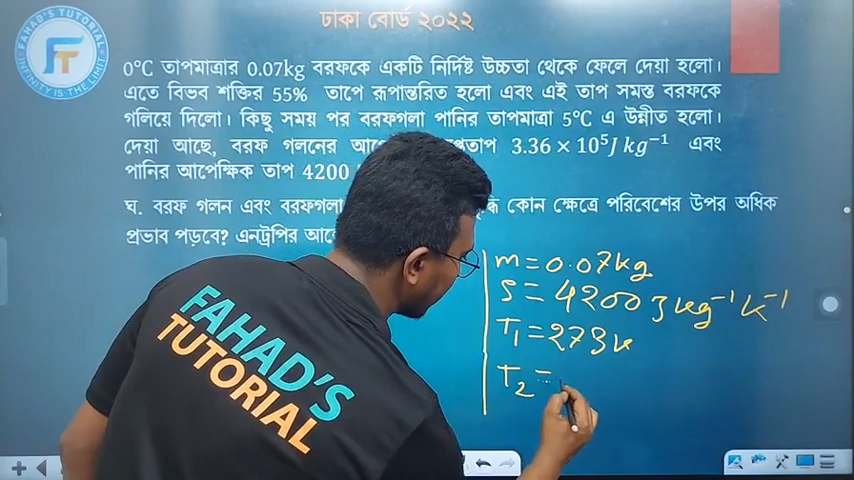 ঢাকা বোর্ড ২০২২
FAHAD'S TUTORIAL
INFINITY IS THE LIMIT
0°C তাপমাত্রার 0.07kg বরফকে একটি নির্দিষ্ট উচ্চতা থেকে ফেলে দেয়া হলো।
এতে বিভব শক্তির 55% তাপে রূপান্তরিত হলো এবং এই তাপ সমস্ত বরফকে
গলিয়ে দিলো। কিছু সময় পর বরফগলা পানির তাপমাত্রা 5°C এ উন্নীত হলো।
দেয়া আছে, বরফ গলনের 3.36 × 10⁵J kg⁻¹ এবং
পানির আপেক্ষিক তাপ 4200
ঘ. বরফ গলন এবং বরফগলা কোন ক্ষেত্রে পরিবেশের উপর অধিক
প্রভাব পড়বে? এনট্রপির
m = 0.07kg
S = 4200 J kg⁻¹ K⁻¹
T₁ = 273K
T₂ =
FAHAD'S
TUTORIAL